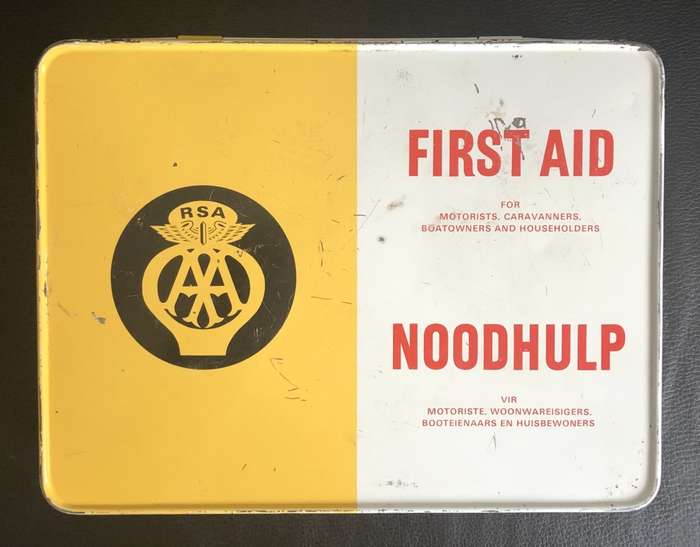 RSA
AA
FIRST AID
FOR
MOTORISTS, CARAVANNERS,
BOATOWNERS AND HOUSEHOLDERS
NOODHULP
VIR
MOTORISTE, WOONWAREISIGERS,
BOOTEIENAARS EN HUISBEWONERS